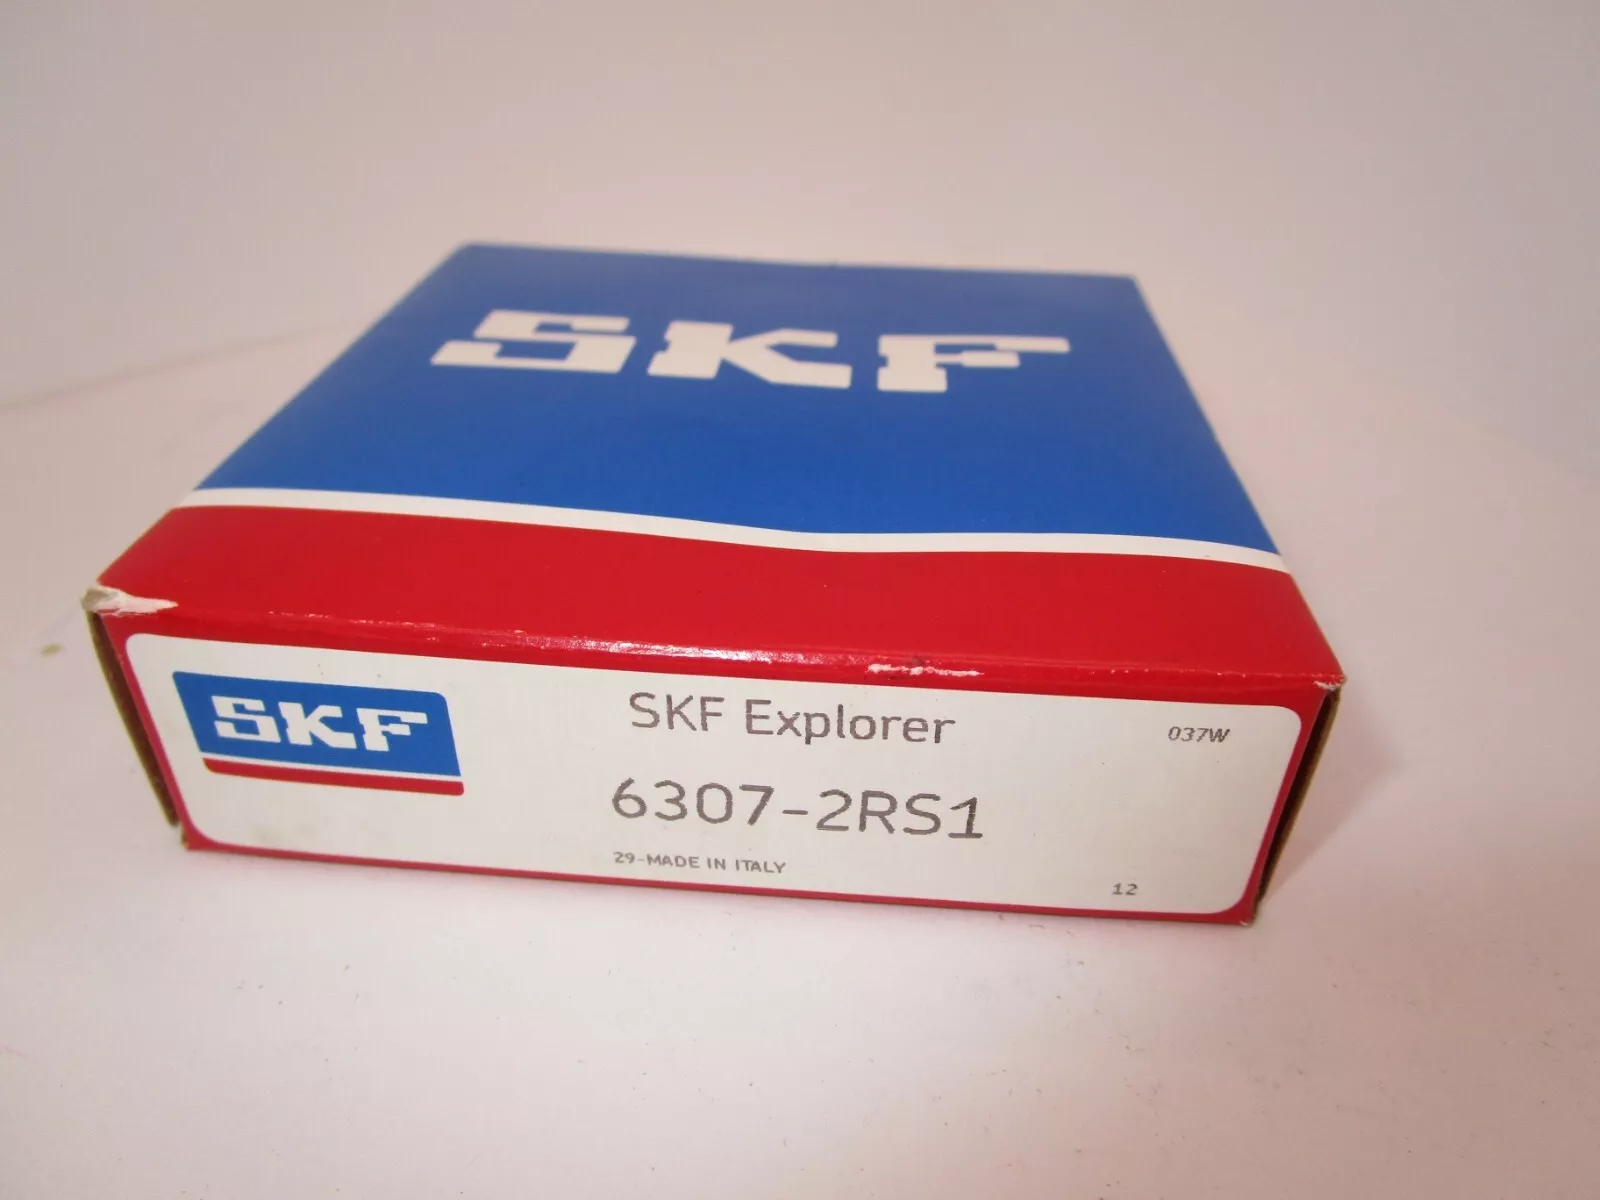 SKF
SKF
SKF Explorer
037W
6307-2RS1
29-MADE IN ITALY
12